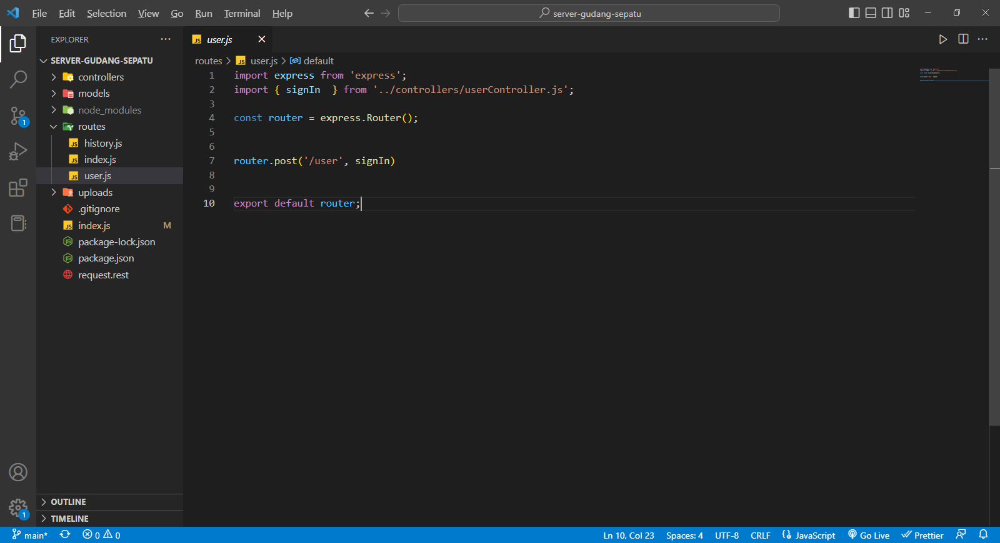 File Edit Selection View Go Run Terminal Help
server-gudang-sepatu
EXPLORER
SERVER-GUDANG-SEPATU
controllers
models
node_modules
routes
history.js
index.js
user.js
uploads
.gitignore
index.js M
package-lock.json
package.json
request.rest
OUTLINE
TIMELINE
1
1
JS user.js
routes > JS user.js > default
1 import express from 'express';
2 import { signIn  } from '../controllers/userController.js';
3
4 const router = express.Router();
5
6
7 router.post('/user', signIn)
8
9
10 export default router;
main* 0 0
Ln 10, Col 23 Spaces: 4 UTF-8 CRLF JavaScript Go Live Prettier